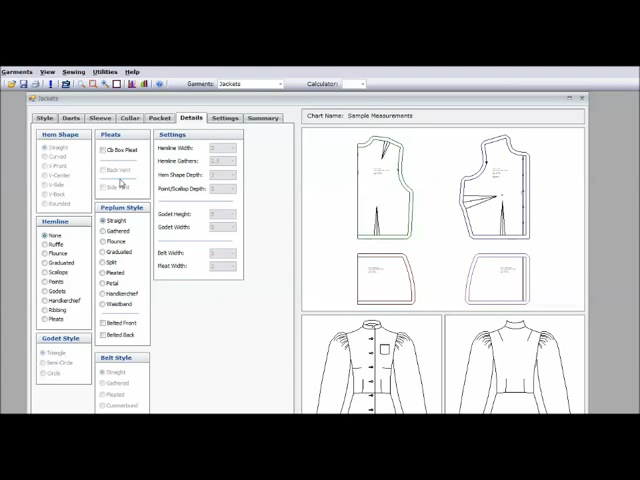 Garments View Sewing Utilities Help
Garment: Jackets Calculator:
Jackets
Style Darts Sleeve Collar Pocket Details Settings Summary
Chart Name: Sample Measurements
Hem Shape
Straight
Curved
V-Front
V-Center
V-Side
V-Back
Rounded
Hemline
None
Ruffle
Flounce
Graduated
Scallops
Points
Godets
Handkerchief
Ribbing
Pleats
Godet Style
Triangle
Semi-Circle
Circle
Pleats
Cb Box Pleat
Back Vent
Side
Peplum Style
Straight
Gathered
Flounce
Graduated
Split
Pleated
Petal
Handkerchief
Waistband
Belted Front
Belted Back
Belt Style
Straight
Gathered
Pleated
Cummerbund
Settings
Hemline Width:
Hemline Gathers:
Hem Shape Depth:
Point/Scallop Depth:
Godet Height:
Godet Width:
Belt Width:
Pleat Width: